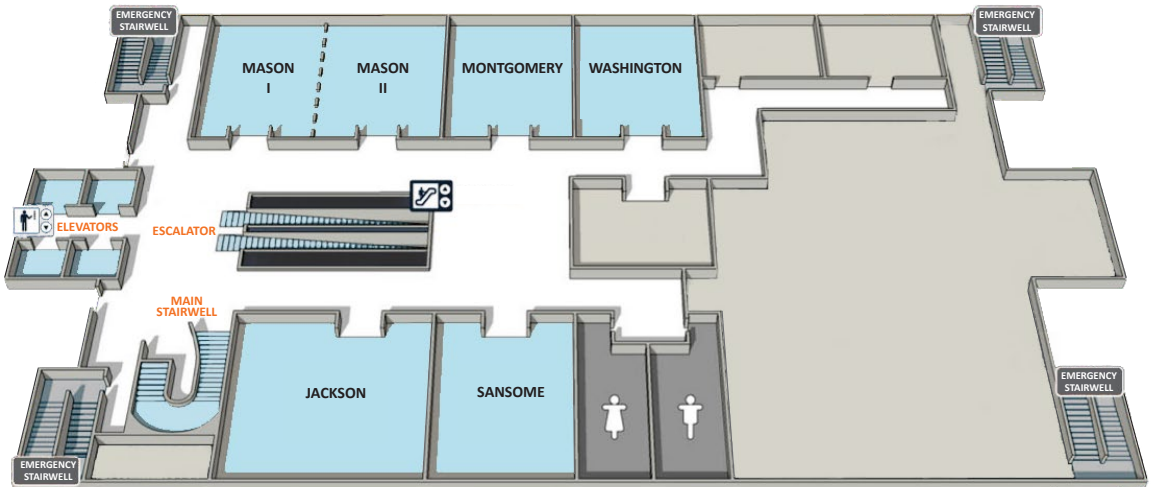 EMERGENCY
STAIRWELL
EMERGENCY
STAIRWELL
MASON
I
MASON
II
MONTGOMERY
WASHINGTON
ELEVATORS
ESCALATOR
MAIN
STAIRWELL
JACKSON
SANSOME
EMERGENCY
STAIRWELL
EMERGENCY
STAIRWELL